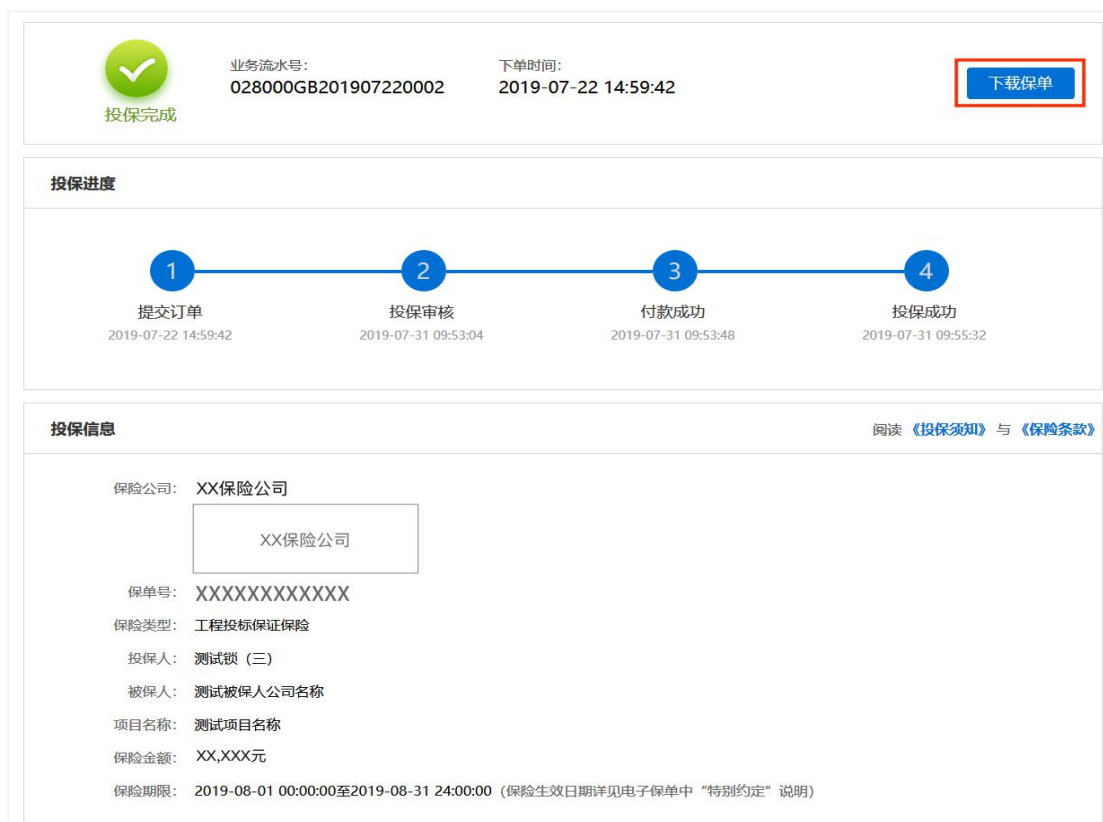 业务流水号: 下单时间:
028000GB201907220002 2019-07-22 14:59:42
下载保单
投保完成
投保进度
1 2 3 4
提交订单 投保审核 付款成功 投保成功
2019-07-22 14:59:42 2019-07-31 09:53:04 2019-07-31 09:53:48 2019-07-31 09:55:32
投保信息 阅读 《投保须知》 与 《保险条款》
保险公司: XX保险公司
XX保险公司
保单号: XXXXXXXXXXXX
保险类型: 工程投标保证保险
投保人: 测试锁（三）
被保人: 测试被保人公司名称
项目名称: 测试项目名称
保险金额: XX,XXX元
保险期限: 2019-08-01 00:00:00至2019-08-31 24:00:00（保险生效日期详见电子保单中“特别约定”说明）